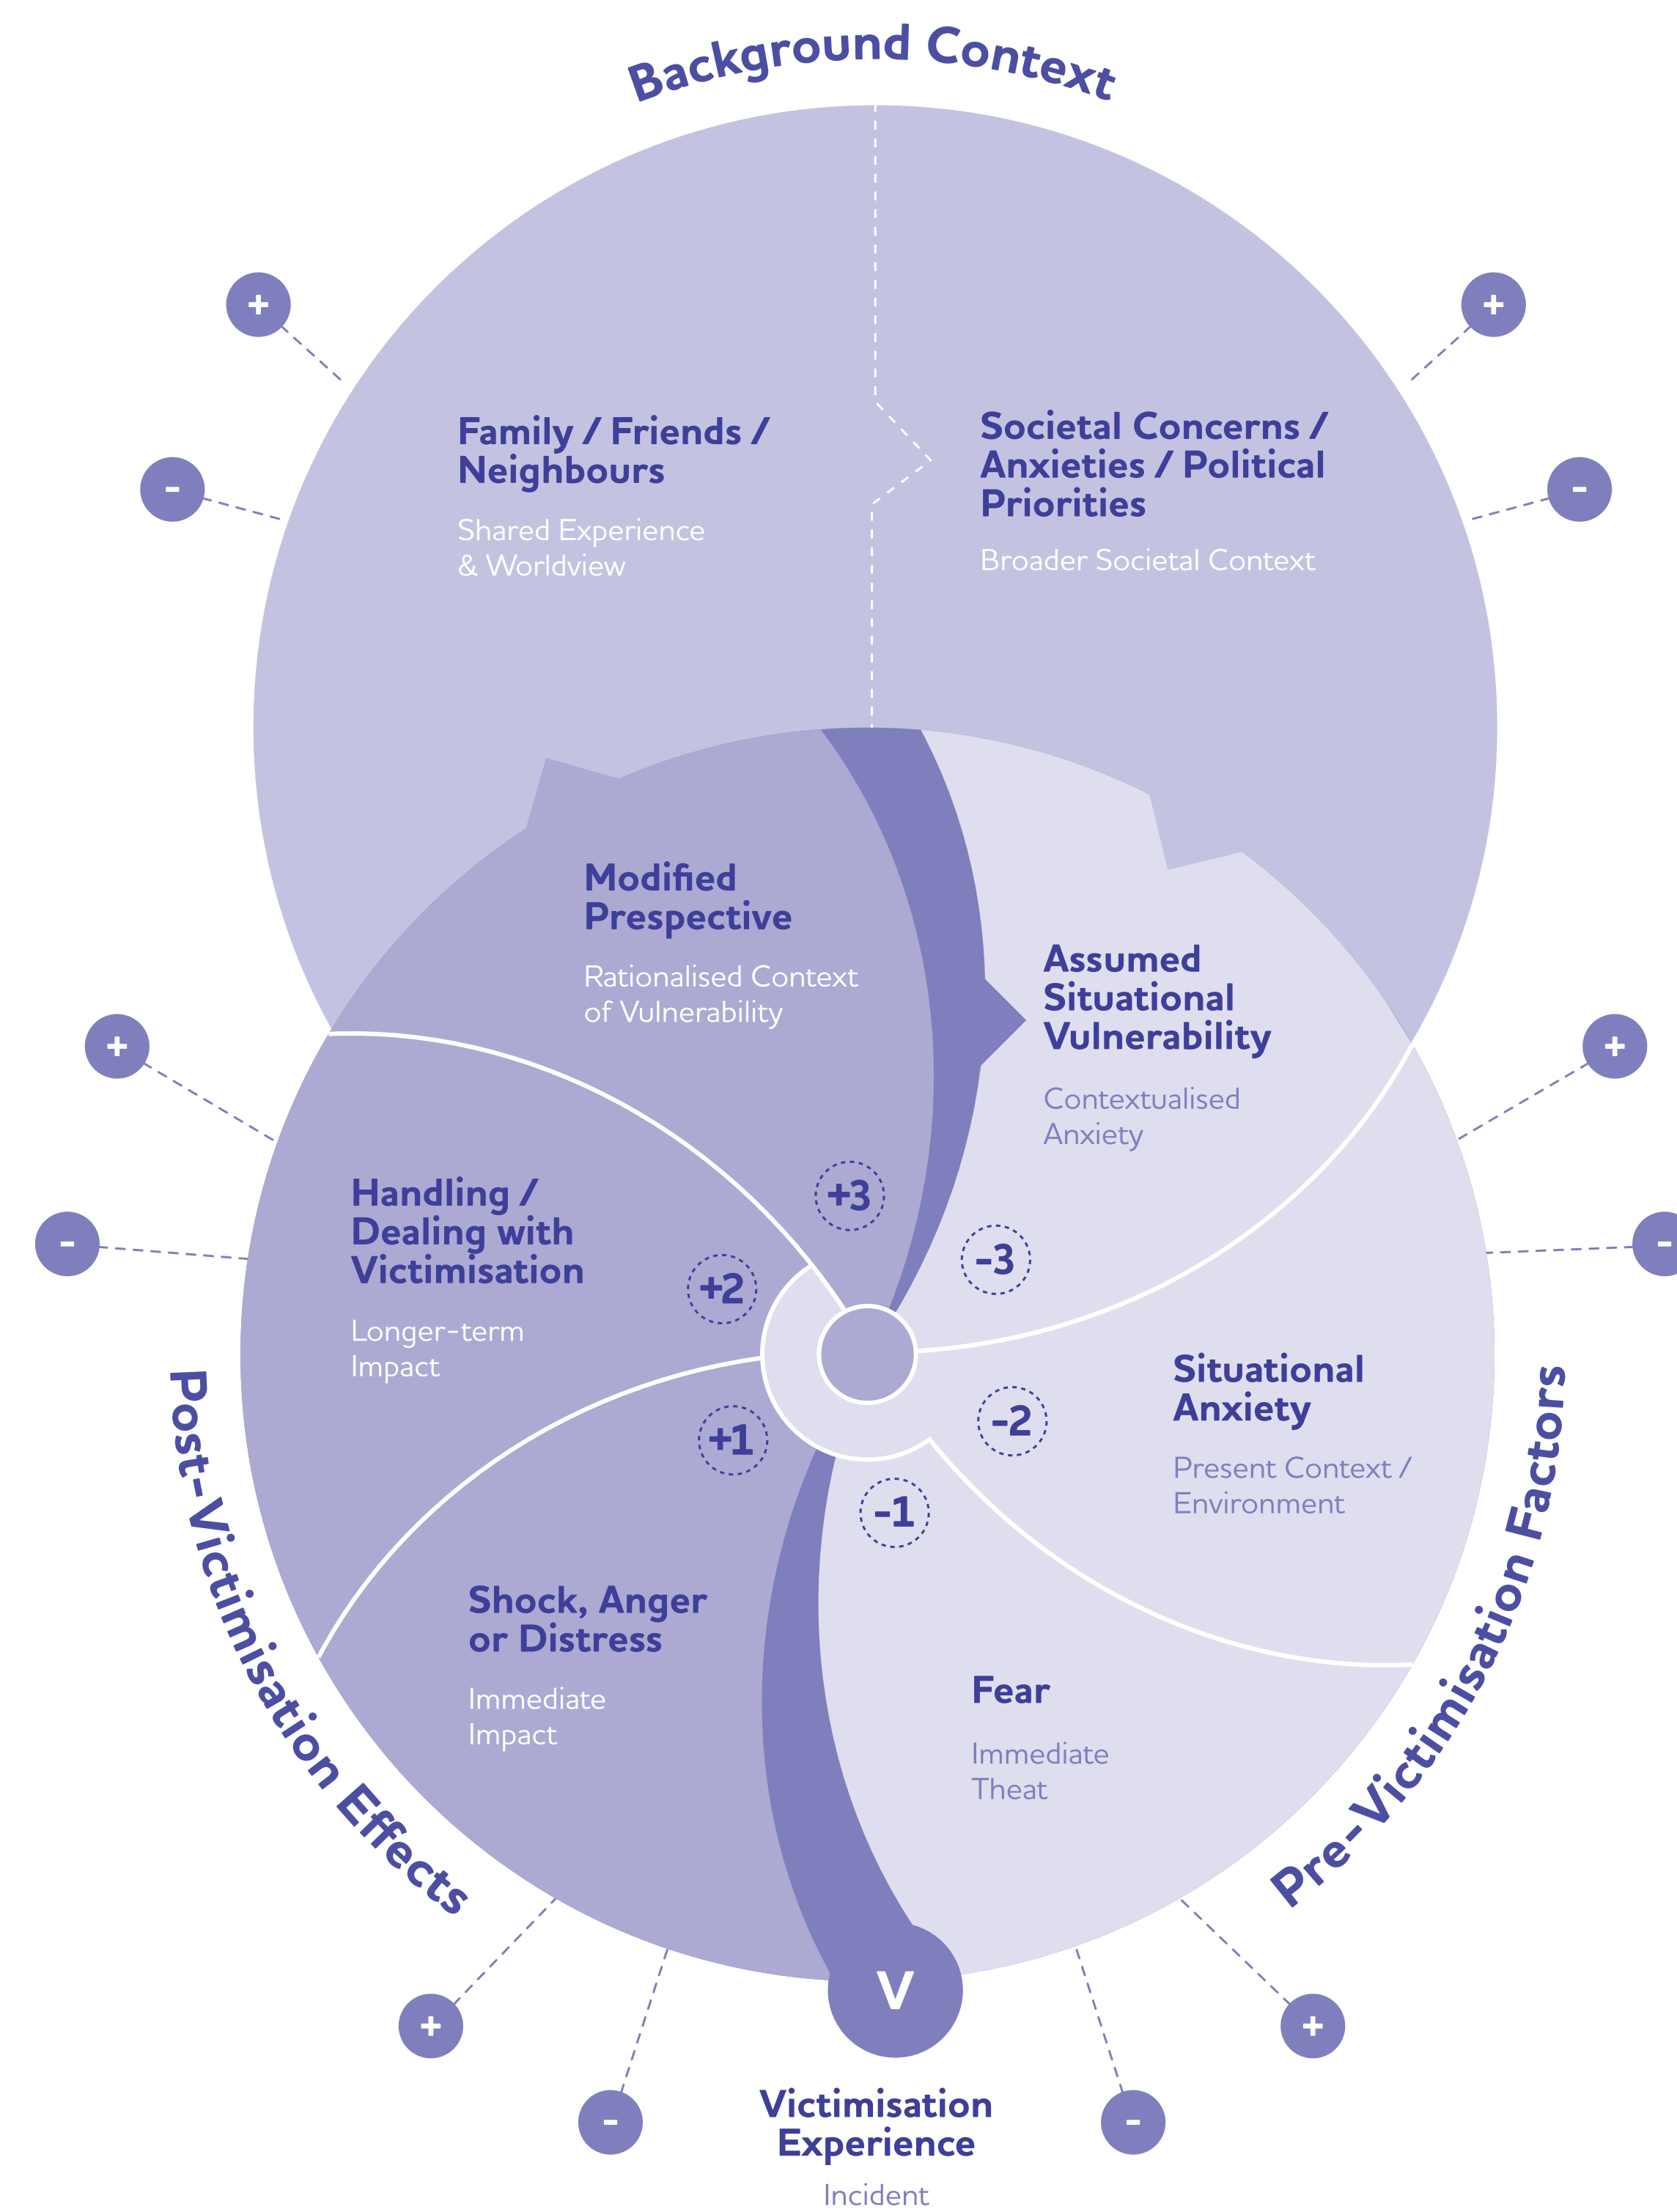 Background Context
+
+
-
-
Family / Friends /
Neighbours
Shared Experience
& Worldview
Societal Concerns /
Anxieties / Political
Priorities
Broader Societal Context
Modified
Prespective
Rationalised Context
of Vulnerability
Assumed
Situational
Vulnerability
Contextualised
Anxiety
+
+
-
-
Handling /
Dealing with
Victimisation
Longer-term
Impact
+3
-3
+2
-2
+1
-1
Situational
Anxiety
Present Context /
Environment
Shock, Anger
or Distress
Immediate
Impact
Fear
Immediate
Theat
Post-Victimisation Effects
Pre-Victimisation Factors
V
+
+
-
-
Victimisation
Experience
Incident